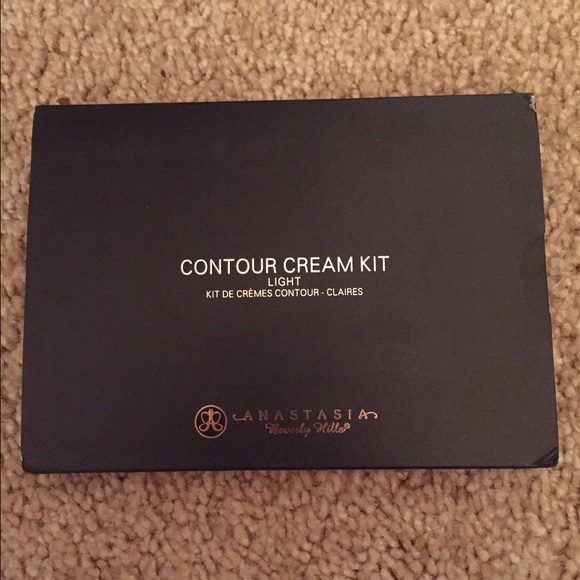 CONTOUR CREAM KIT
LIGHT
KIT DE CRÈMES CONTOUR - CLAIRES
ANASTASIA
Beverly Hills®